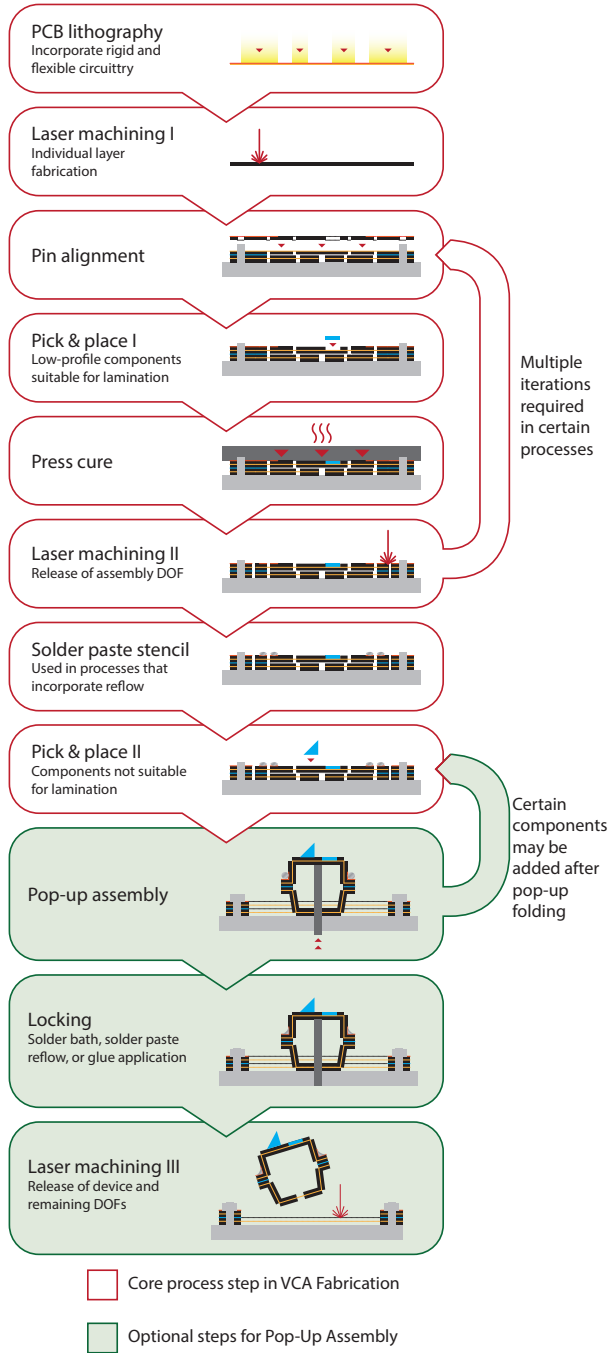 PCB lithography
Incorporate rigid and
flexible circuittry
Laser machining I
Individual layer
fabrication
Pin alignment
Pick & place I
Low-profile components
suitable for lamination
Press cure
Laser machining II
Release of assembly DOF
Multiple
iterations
required
in certain
processes
Solder paste stencil
Used in processes that
incorporate reflow
Pick & place II
Components not suitable
for lamination
Pop-up assembly
Certain
components
may be
added after
pop-up
folding
Locking
Solder bath, solder paste
reflow, or glue application
Laser machining III
Release of device and
remaining DOFs
Core process step in VCA Fabrication
Optional steps for Pop-Up Assembly